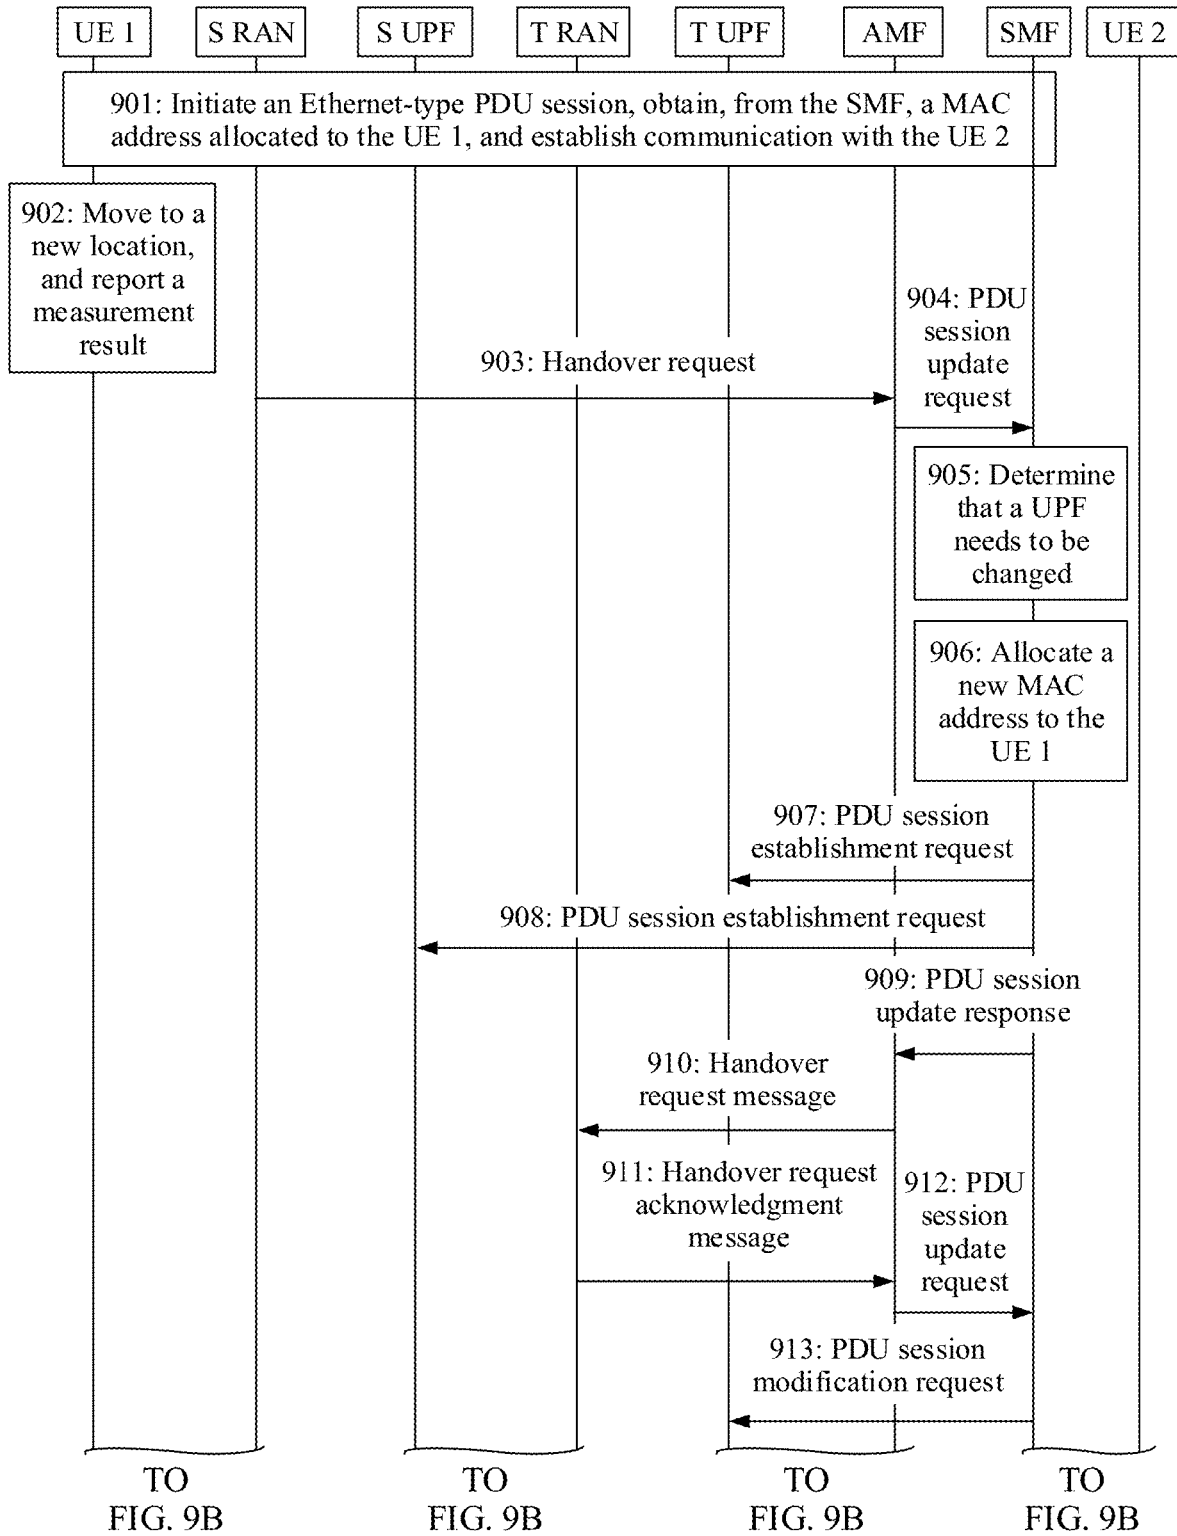 UE 1
S RAN
S UPF
T RAN
T UPF
AMF
SMF
UE 2
901: Initiate an Ethernet-type PDU session, obtain, from the SMF, a MAC
address allocated to the UE 1, and establish communication with the UE 2
902: Move to a
new location,
and report a
measurement
result
903: Handover request
904: PDU
session
update
request
905: Determine
that a UPF
needs to be
changed
906: Allocate a
new MAC
address to the
UE 1
907: PDU session
establishment request
908: PDU session establishment request
909: PDU session
update response
910: Handover
request message
911: Handover request
acknowledgment
message
912: PDU
session
update
request
913: PDU session
modification request
TO
FIG. 9B
TO
FIG. 9B
TO
FIG. 9B
TO
FIG. 9B